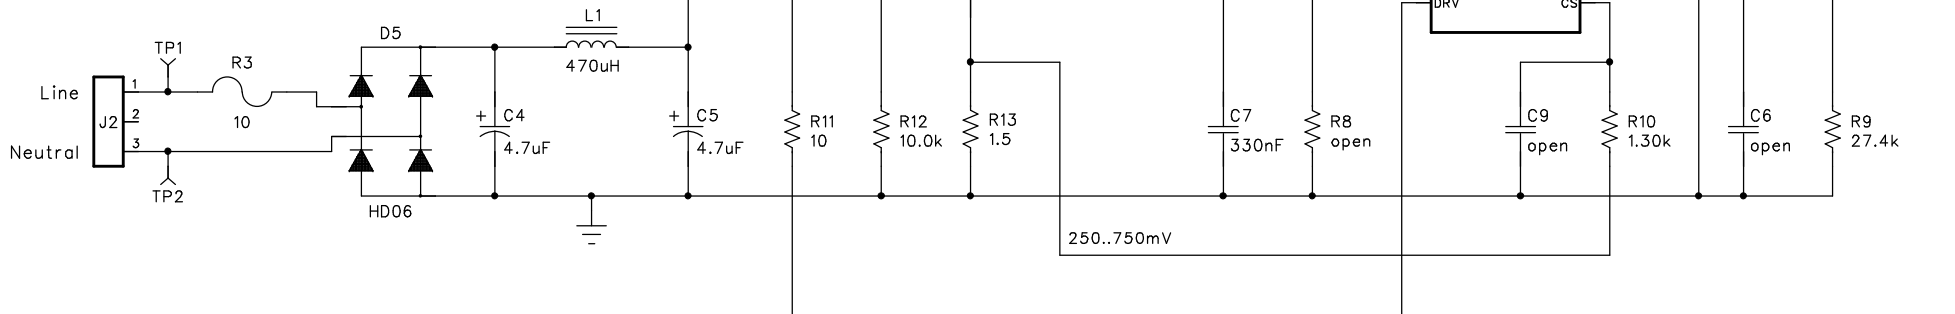 DRV
CS
L1
D5
TP1
R3
470uH
Line
1
J2
2
10
+
C4
4.7uF
+
C5
4.7uF
R11
10
R12
10.0k
R13
1.5
C7
330nF
R8
open
C9
open
R10
1.30k
C6
open
R9
27.4k
Neutral
3
TP2
HD06
250..750mV